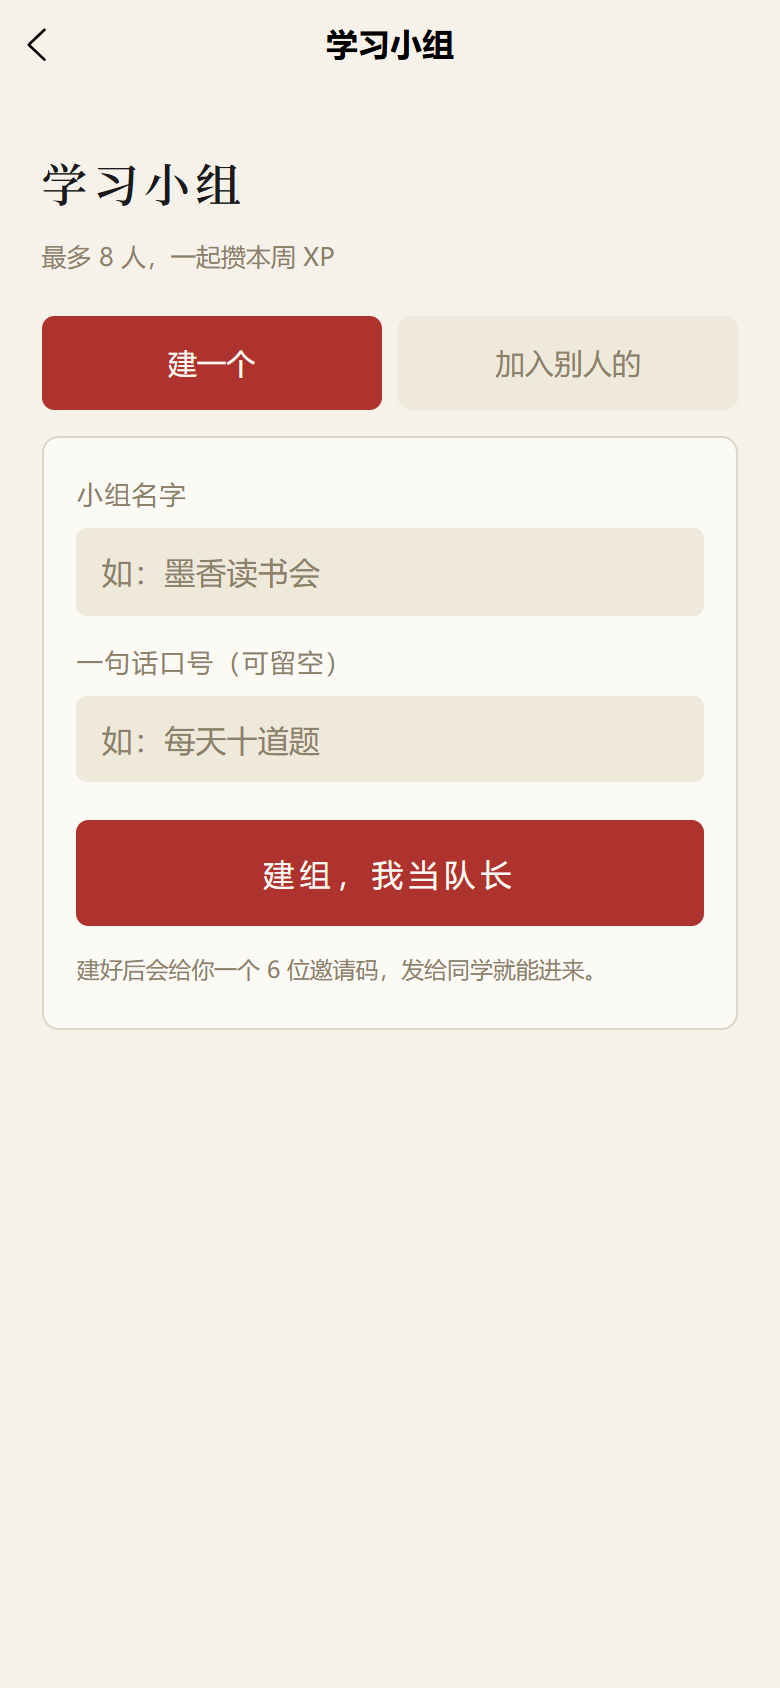 学习小组
学习小组
最多 8 人，一起攒本周 XP
建一个
加入别人的
小组名字
如：墨香读书会
一句话口号（可留空）
如：每天十道题
建组，我当队长
建好后会给你一个 6 位邀请码，发给同学就能进来。